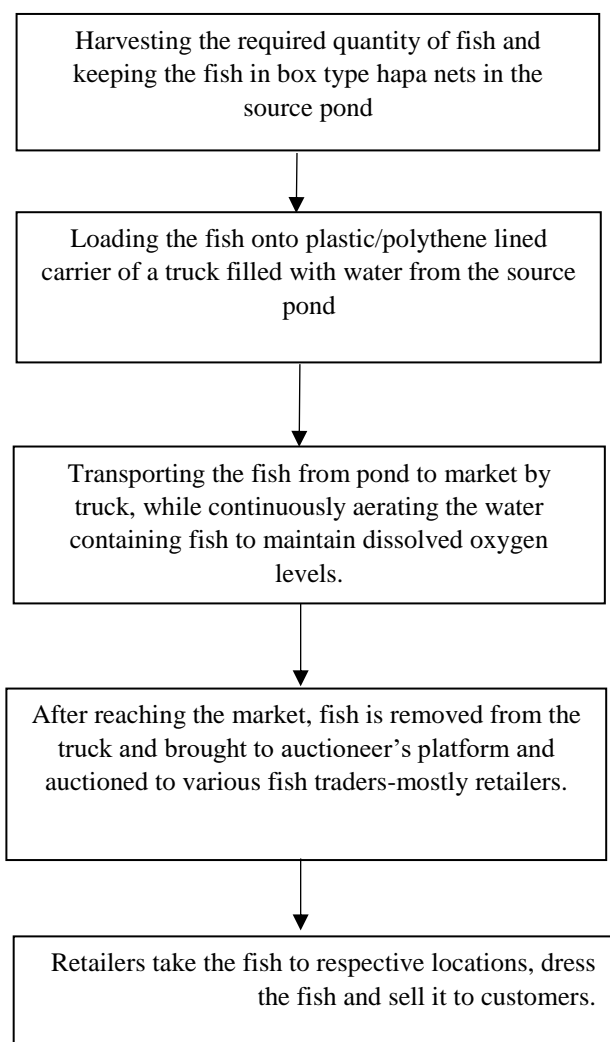 Harvesting the required quantity of fish and
keeping the fish in box type hapa nets in the
source pond
Loading the fish onto plastic/polythene lined
carrier of a truck filled with water from the source
pond
Transporting the fish from pond to market by
truck, while continuously aerating the water
containing fish to maintain dissolved oxygen
levels.
After reaching the market, fish is removed from the
truck and brought to auctioneer’s platform and
auctioned to various fish traders-mostly retailers.
Retailers take the fish to respective locations, dress
the fish and sell it to customers.